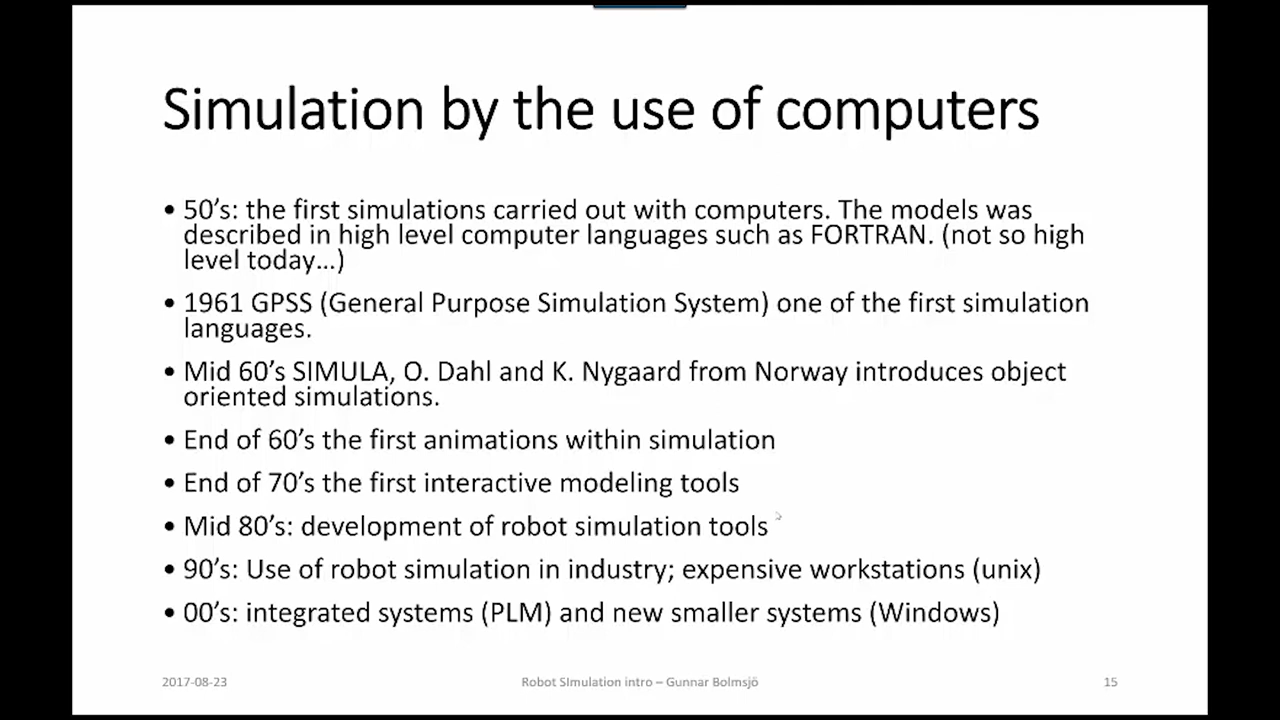 Simulation by the use of computers
• 50's: the first simulations carried out with computers. The models was
described in high level computer languages such as FORTRAN. (not so high
level today…)
• 1961 GPSS (General Purpose Simulation System) one of the first simulation
languages.
• Mid 60's SIMULA, O. Dahl and K. Nygaard from Norway introduces object
oriented simulations.
• End of 60's the first animations within simulation
• End of 70's the first interactive modeling tools
• Mid 80's: development of robot simulation tools
• 90's: Use of robot simulation in industry; expensive workstations (unix)
• 00's: integrated systems (PLM) and new smaller systems (Windows)
2017-08-23
Robot SImulation intro – Gunnar Bolmsjö
15